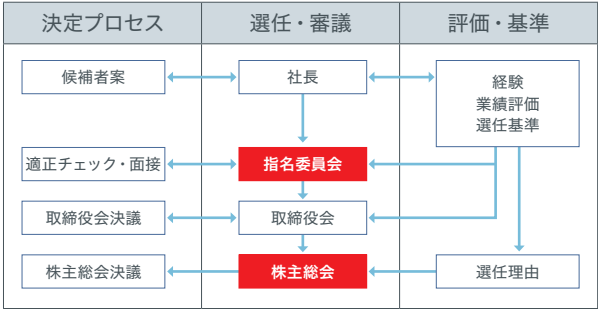 決定プロセス
選任・審議
評価・基準
候補者案
社長
経験
業績評価
選任基準
適正チェック・面接
指名委員会
取締役会決議
取締役会
株主総会決議
株主総会
選任理由